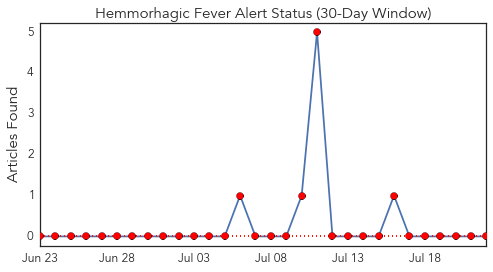 Hemmorhagic Fever Alert Status (30-Day Window)
Articles Found
5
4
3
2
1
0
Jun 23 Jun 28 Jul 03 Jul 08 Jul 13 Jul 18